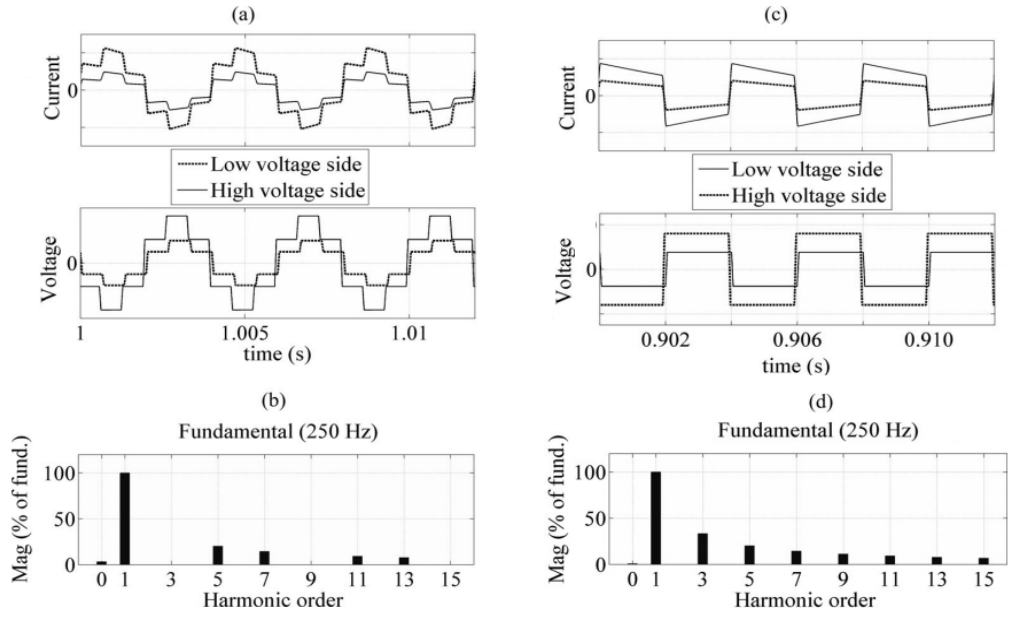 (a)
Current
0
Low voltage side
High voltage side
Voltage
0
1 1.005 1.01
time (s)
(b)
Fundamental (250 Hz)
Mag (% of fund.)
100
50
0
0 1 3 5 7 9 11 13 15
Harmonic order
(c)
Current
0
Low voltage side
High voltage side
Voltage
0
0.902 0.906 0.910
time (s)
(d)
Fundamental (250 Hz)
Mag (% of fund.)
100
50
0
0 1 3 5 7 9 11 13 15
Harmonic order